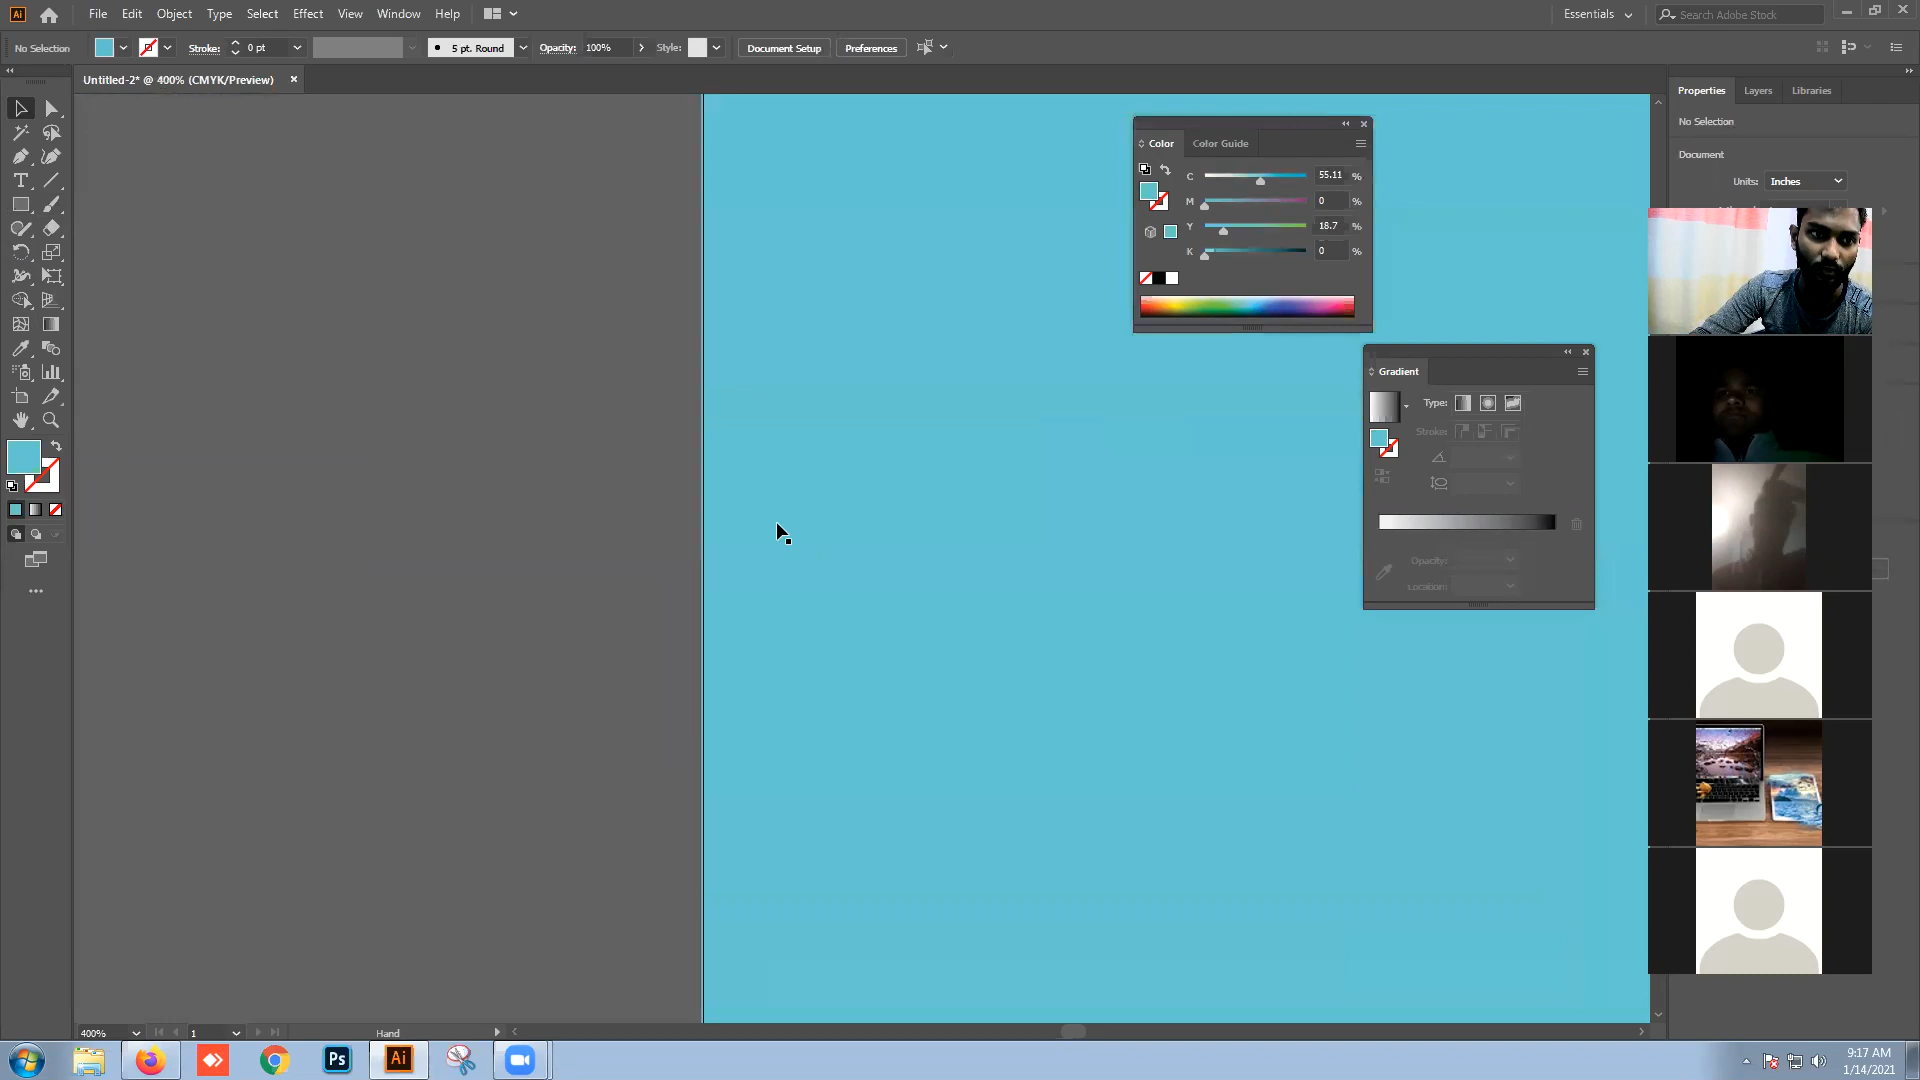 Ai File Edit Object Type Select Effect View Window Help Essentials Search Adobe Stock
No Selection Stroke: 0 pt 5 pt. Round Opacity: 100% Style: Document Setup Preferences
Untitled-2* @ 400% (CMYK/Preview)
Properties Layers Libraries
No Selection
Document
Units: Inches
Color Color Guide
C 55.11 %
M 0 %
Y 18.7 %
K 0 %
Gradient
Type:
Stroke:
Opacity:
Location:
400% 1 Hand
Ps Ai
9:17 AM
1/14/2021